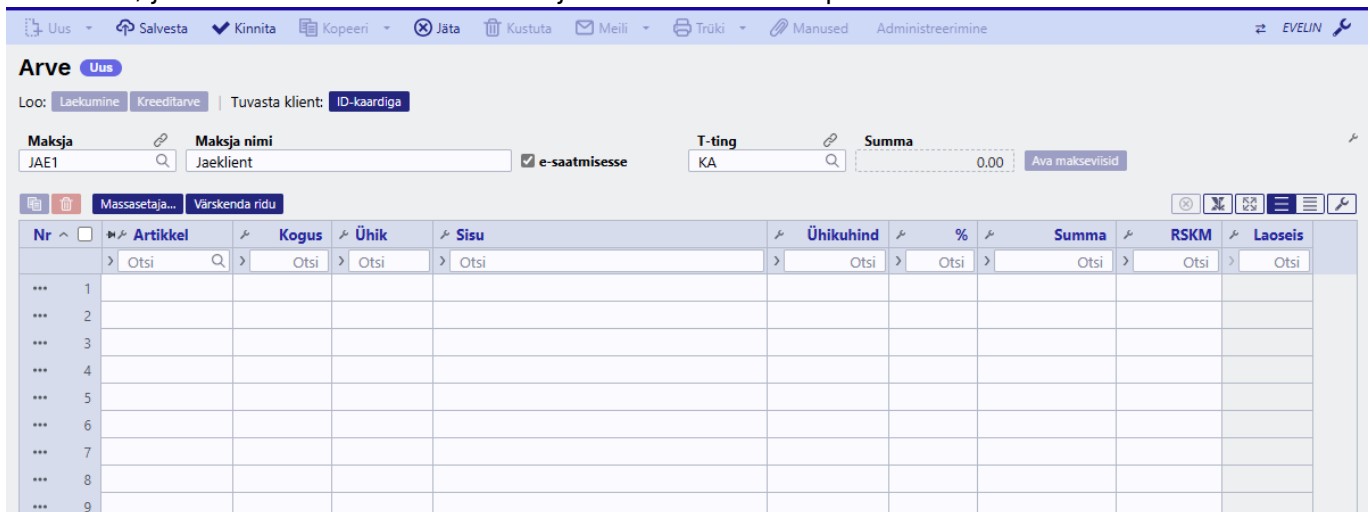 Uus Salvesta Kinnita Kopeeri Jäta Kustuta Meili Trüki Manused Administreerimine EVELIN
Arve Uus
Loo: Laekumine Kreeditarve | Tuvasta klient: ID-kaardiga
Maksja Maksja nimi T-ting Summa
JAE1 Jaeklient e-saatmisesse KA 0.00 Ava makseviisid
Massasetaja... Värskenda ridu
Nr Artikkel Kogus Ühik Sisu Ühikuhind % Summa RSKM Laoseis
Otsi Otsi Otsi Otsi Otsi Otsi Otsi Otsi Otsi
1
2
3
4
5
6
7
8
9